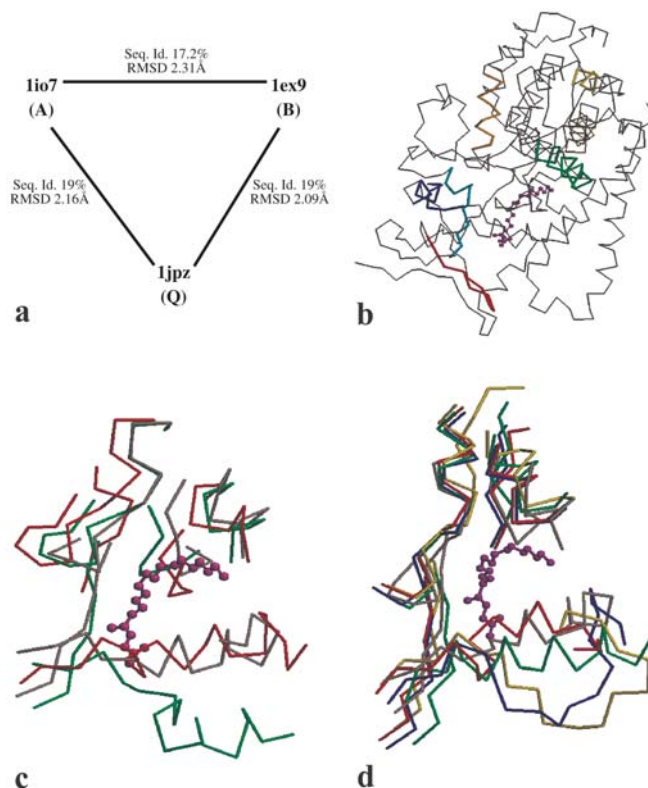 Seq. Id. 17.2%
RMSD 2.31Å
1io7
1ex9
(A)
(B)
Seq. Id. 19%
RMSD 2.16Å
Seq. Id. 19%
RMSD 2.09Å
1jpz
(Q)
a
b
c
d